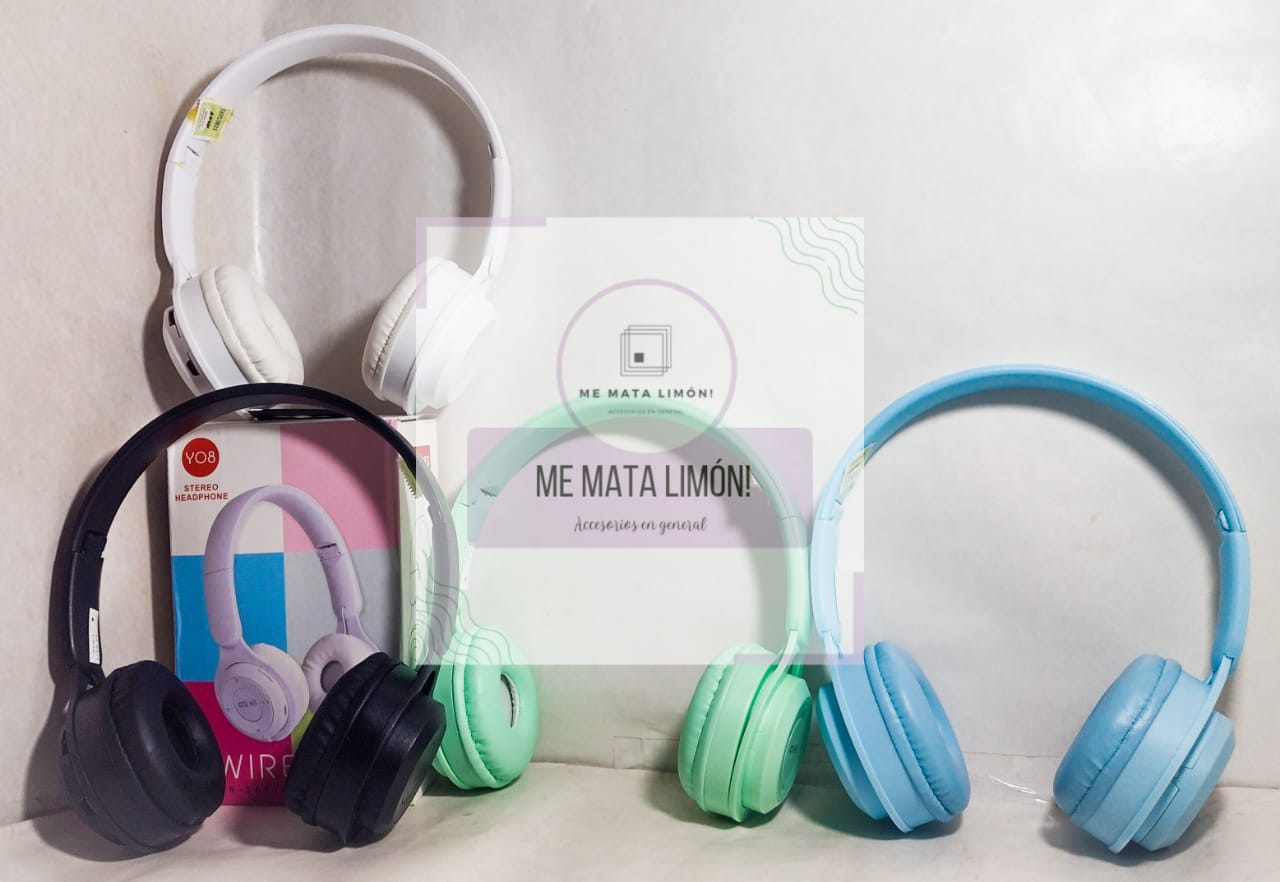 YO8
STEREO
HEADPHONE
WIRE
ME MATA LIMÓN!
ACCESORIOS EN GENERAL
ME MATA LIMÓN!
Accesorios en general